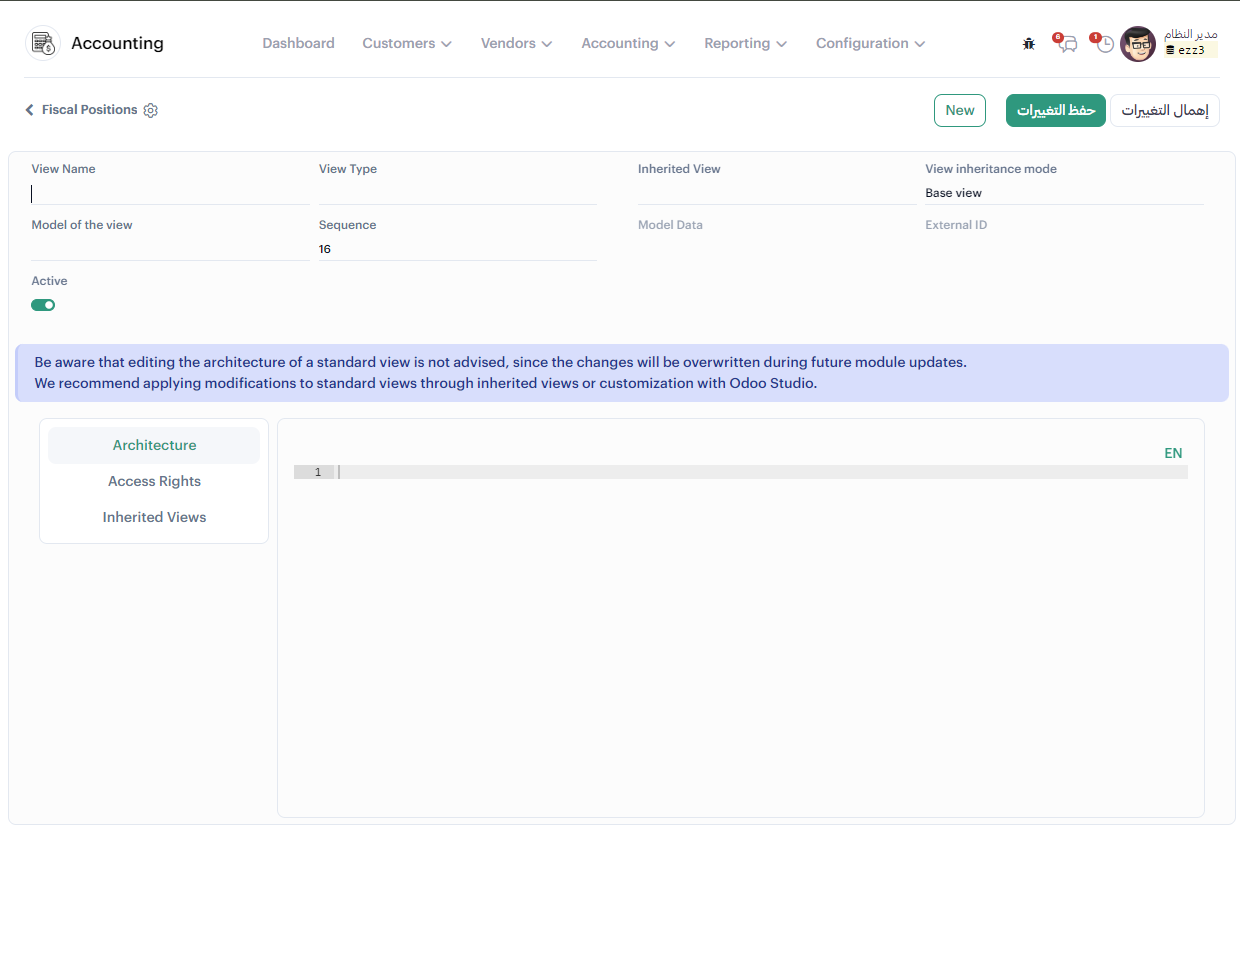 Accounting
Dashboard
Customers
Vendors
Accounting
Reporting
Configuration
6
1
مدير النظام
ezz3
Fiscal Positions
New
حفظ التغييرات
إهمال التغييرات
View Name
View Type
Inherited View
View inheritance mode
Base view
Model of the view
Sequence
Model Data
External ID
16
Active
Be aware that editing the architecture of a standard view is not advised, since the changes will be overwritten during future module updates.
We recommend applying modifications to standard views through inherited views or customization with Odoo Studio.
Architecture
Access Rights
Inherited Views
EN
1